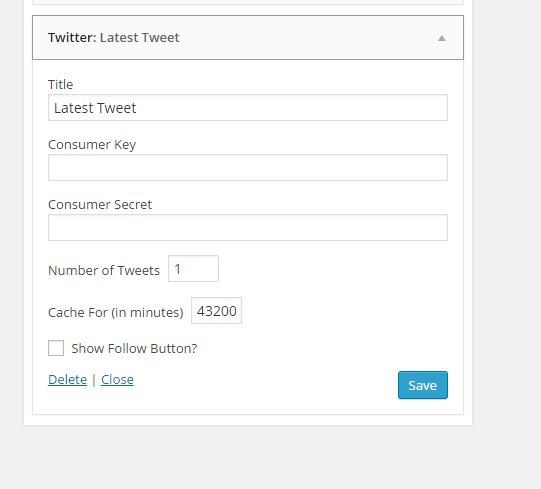 Twitter: Latest Tweet
Title
Latest Tweet
Consumer Key
Consumer Secret
Number of Tweets 1
Cache For (in minutes) 43200
Show Follow Button?
Delete | Close Save